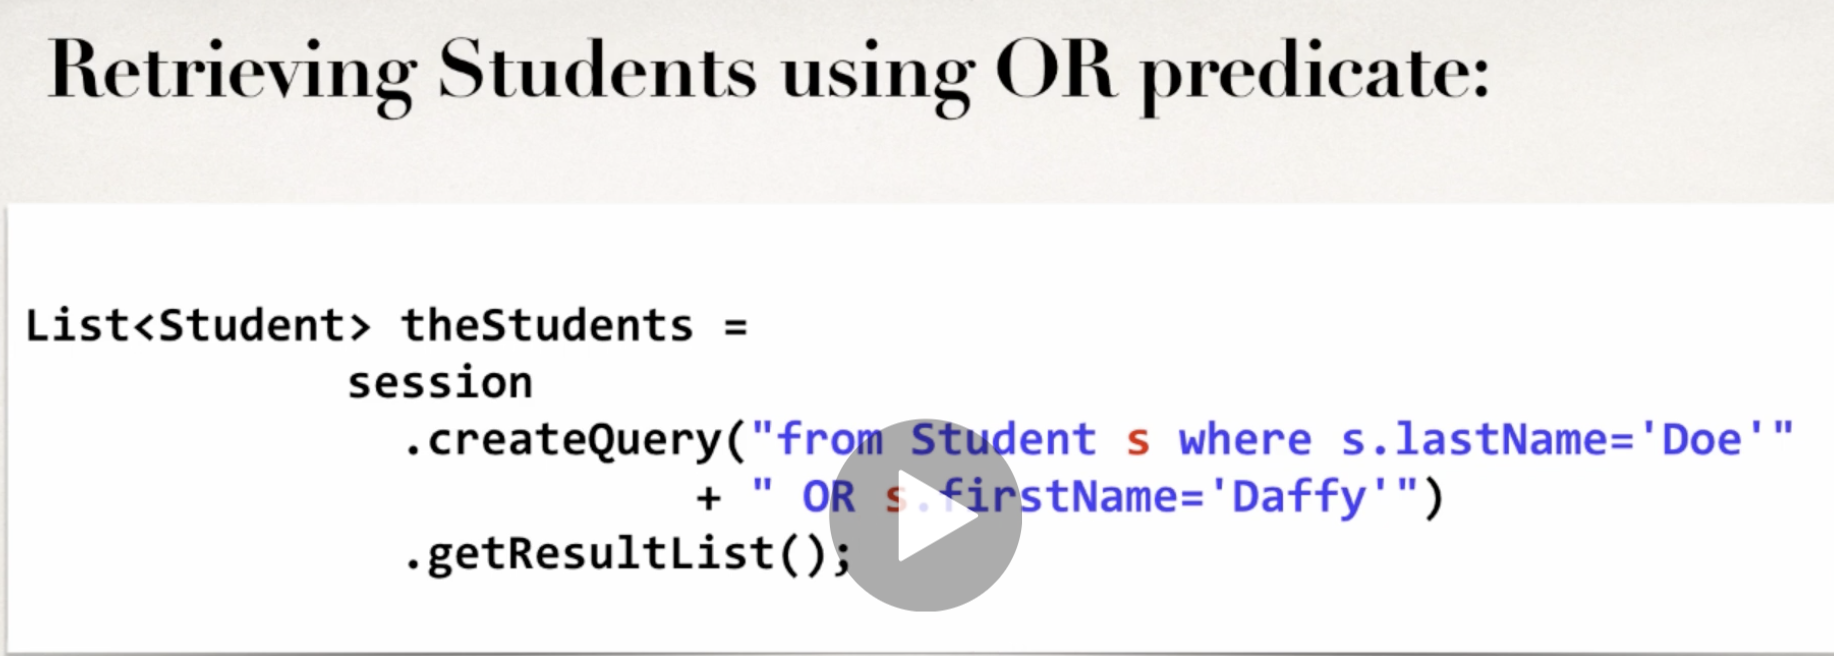 Retrieving Students using OR predicate:
List<Student> theStudents =
session
.createQuery("from Student s where s.lastName='Doe'"
+ " OR s.firstName='Daffy'")
.getResultList();